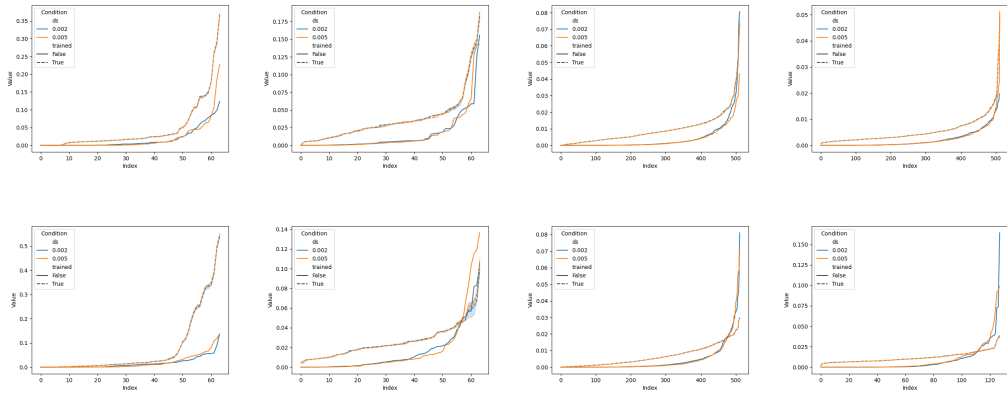 Condition
ds
0.002
0.005
trained
False
True
0.35
0.30
0.25
0.20
0.15
0.10
0.05
0.00
Value
0 10 20 30 40 50 60
Index
Condition
ds
0.002
0.005
trained
False
True
0.175
0.150
0.125
0.100
0.075
0.050
0.025
0.000
Value
0 10 20 30 40 50 60
Index
Condition
ds
0.002
0.005
trained
False
True
0.08
0.07
0.06
0.05
0.04
0.03
0.02
0.01
0.00
Value
0 100 200 300 400 500
Index
Condition
ds
0.002
0.005
trained
False
True
0.05
0.04
0.03
0.02
0.01
0.00
Value
0 100 200 300 400 500
Index
Condition
ds
0.002
0.005
trained
False
True
0.5
0.4
0.3
0.2
0.1
0.0
Value
0 10 20 30 40 50 60
Index
Condition
ds
0.002
0.005
trained
False
True
0.14
0.12
0.10
0.08
0.06
0.04
0.02
0.00
Value
0 10 20 30 40 50 60
Index
Condition
ds
0.002
0.005
trained
False
True
0.08
0.07
0.06
0.05
0.04
0.03
0.02
0.01
0.00
Value
0 100 200 300 400 500
Index
Condition
ds
0.002
0.005
trained
False
True
0.150
0.125
0.100
0.075
0.050
0.025
0.000
Value
0 20 40 60 80 100 120
Index